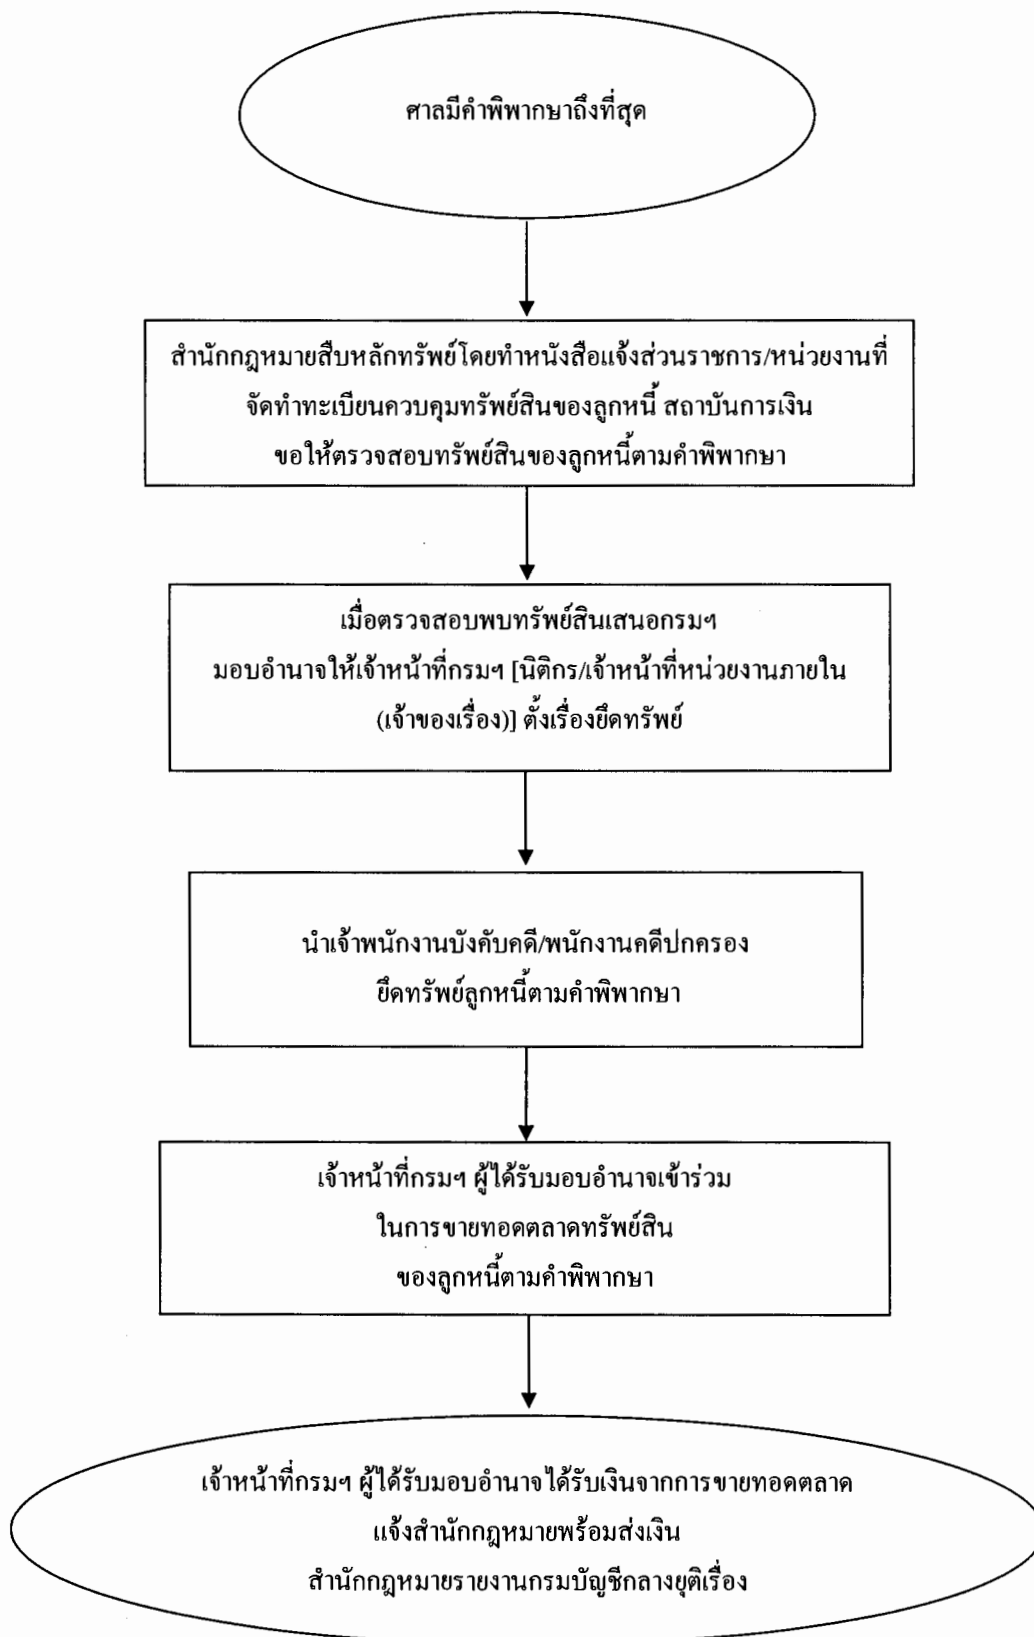 ศาลมีคำพิพากษาถึงที่สุด
สำนักกฎหมายสืบหลักทรัพย์โดยทำหนังสือแจ้งส่วนราชการ/หน่วยงานที่
จัดทำทะเบียนควบคุมทรัพย์สินของลูกหนี้ สถาบันการเงิน
ขอให้ตรวจสอบทรัพย์สินของลูกหนี้ตามคำพิพากษา
เมื่อตรวจสอบพบทรัพย์สินเสนอกรมฯ
มอบอำนาจให้เจ้าหน้าที่กรมฯ [นิติกร/เจ้าหน้าที่หน่วยงานภายใน
(เจ้าของเรื่อง)] ตั้งเรื่องยึดทรัพย์
นำเจ้าพนักงานบังคับคดี/พนักงานคดีปกครอง
ยึดทรัพย์ลูกหนี้ตามคำพิพากษา
เจ้าหน้าที่กรมฯ ผู้ได้รับมอบอำนาจเข้าร่วม
ในการขายทอดตลาดทรัพย์สิน
ของลูกหนี้ตามคำพิพากษา
เจ้าหน้าที่กรมฯ ผู้ได้รับมอบอำนาจได้รับเงินจากการขายทอดตลาด
แจ้งสำนักกฎหมายพร้อมส่งเงิน
สำนักกฎหมายรายงานกรมบัญชีกลางยุติเรื่อง